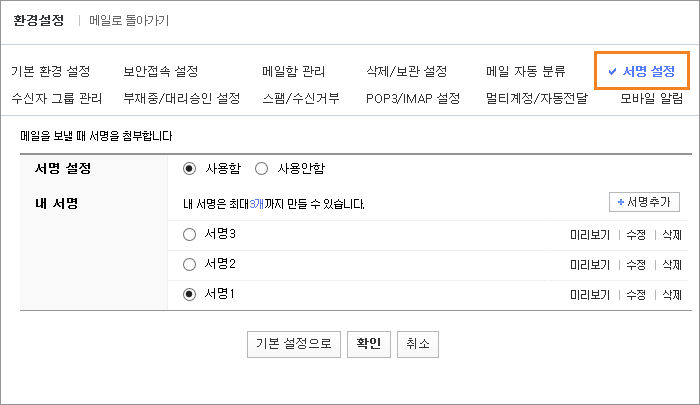 환경설정 | 메일로 돌아가기
기본 환경 설정 보안접속 설정 메일함 관리 삭제/보관 설정 메일 자동 분류 ✓ 서명 설정
수신자 그룹 관리 부재중/대리승인 설정 스팸/수신거부 POP3/IMAP 설정 멀티계정/자동전달 모바일 알림
메일을 보낼 때 서명을 첨부합니다
서명 설정 사용함 사용안함
내 서명 내 서명은 최대3개까지 만들 수 있습니다. +서명추가
서명3 미리보기 | 수정 | 삭제
서명2 미리보기 | 수정 | 삭제
서명1 미리보기 | 수정 | 삭제
기본 설정으로 확인 취소